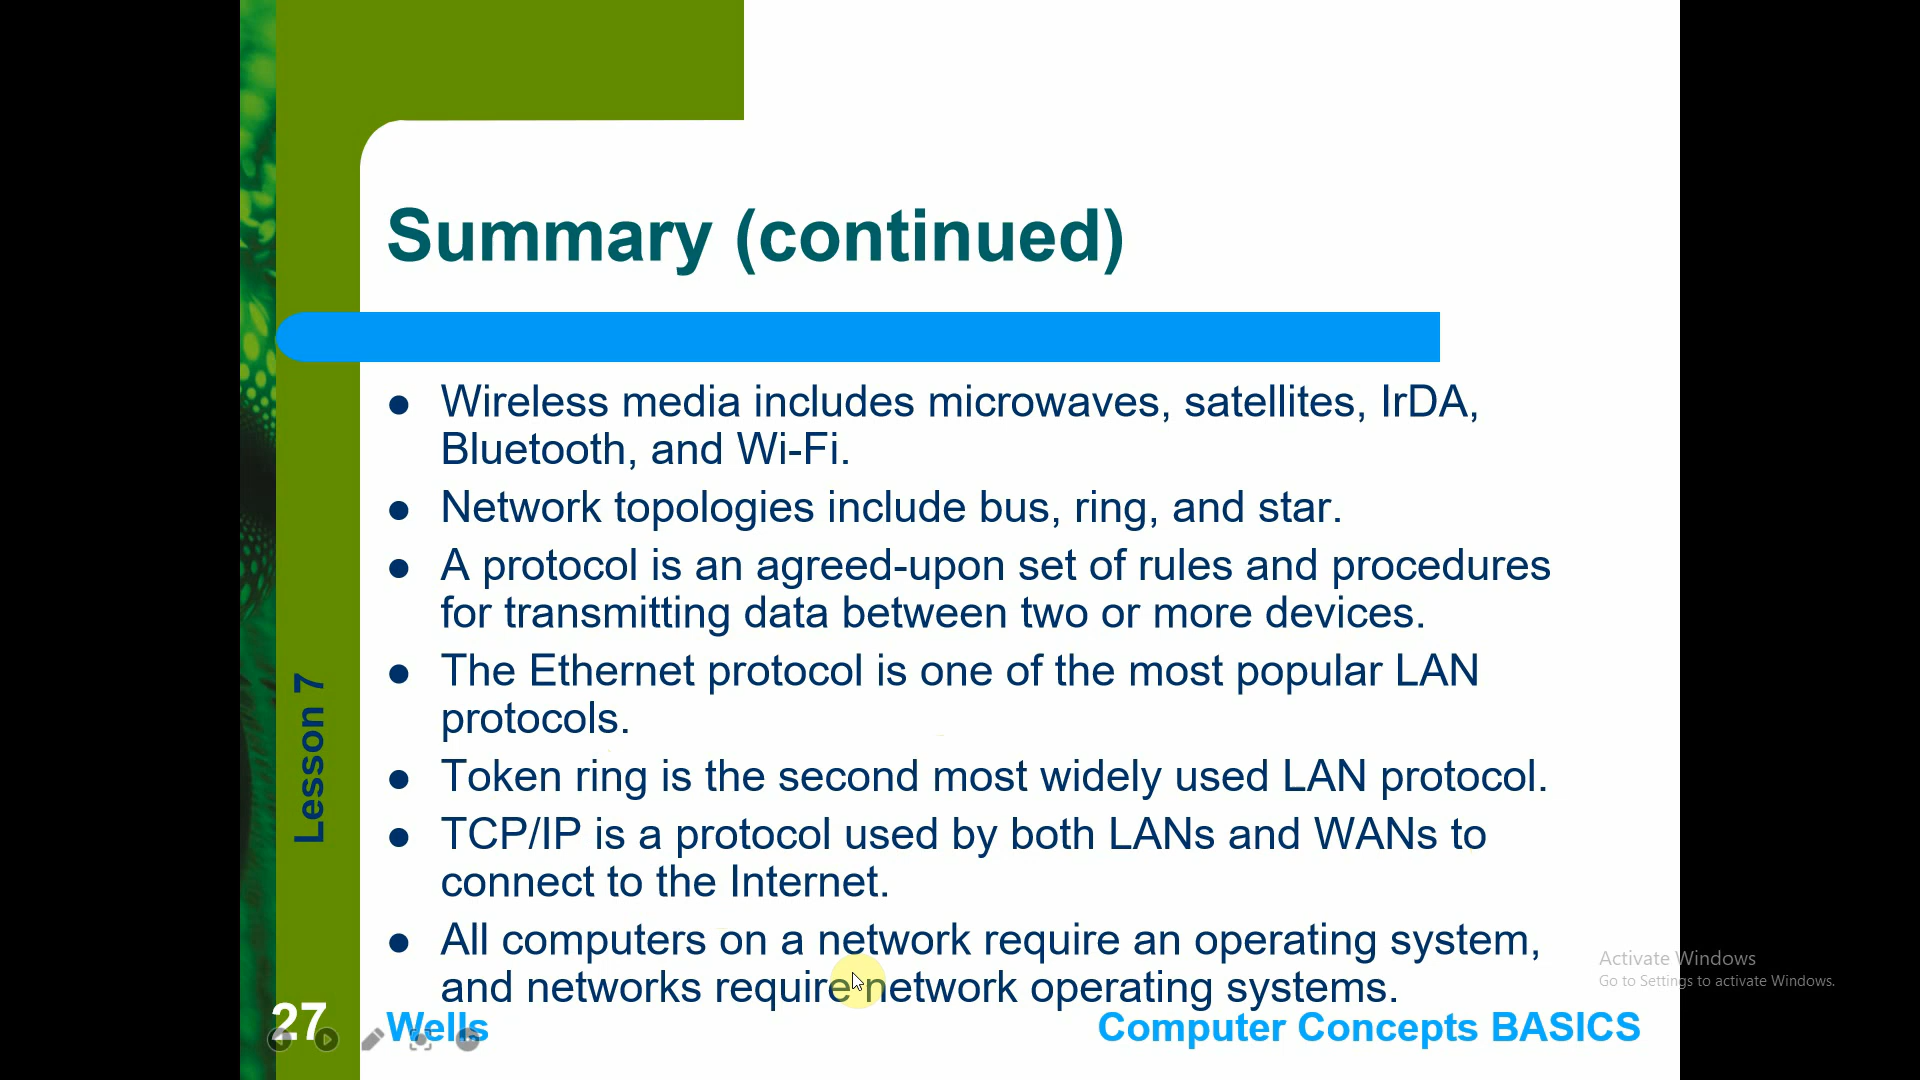 Summary (continued)
● Wireless media includes microwaves, satellites, IrDA,
Bluetooth, and Wi-Fi.
● Network topologies include bus, ring, and star.
● A protocol is an agreed-upon set of rules and procedures
for transmitting data between two or more devices.
● The Ethernet protocol is one of the most popular LAN
protocols.
● Token ring is the second most widely used LAN protocol.
● TCP/IP is a protocol used by both LANs and WANs to
connect to the Internet.
● All computers on a network require an operating system,
and networks require network operating systems.
Lesson 7
Activate Windows
Go to Settings to activate Windows.
27
Wells
Computer Concepts BASICS